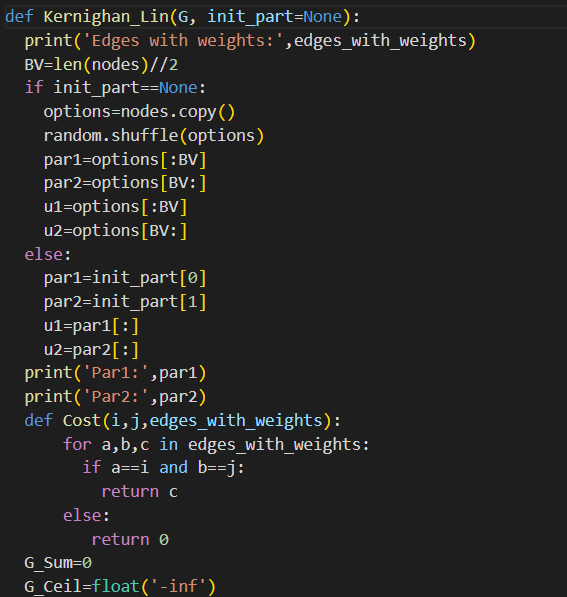 def Kernighan_Lin(G, init_part=None):
  print('Edges with weights:',edges_with_weights)
  BV=len(nodes)//2
  if init_part==None:
    options=nodes.copy()
    random.shuffle(options)
    par1=options[:BV]
    par2=options[BV:]
    u1=options[:BV]
    u2=options[BV:]
  else:
    par1=init_part[0]
    par2=init_part[1]
    u1=par1[:]
    u2=par2[:]
  print('Par1:',par1)
  print('Par2:',par2)
  def Cost(i,j,edges_with_weights):
      for a,b,c in edges_with_weights:
        if a==i and b==j:
          return c
      else:
         return 0
  G_Sum=0
  G_Ceil=float('-inf')